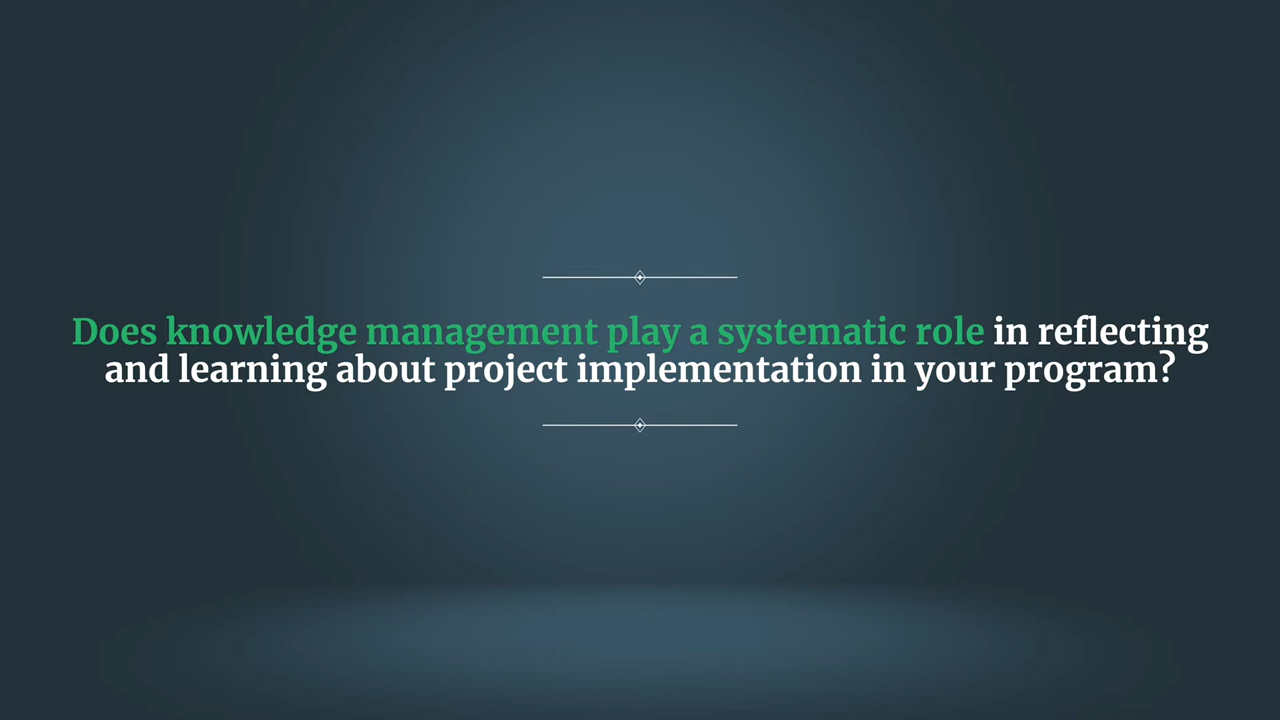 Does knowledge management play a systematic role in reflecting
and learning about project implementation in your program?